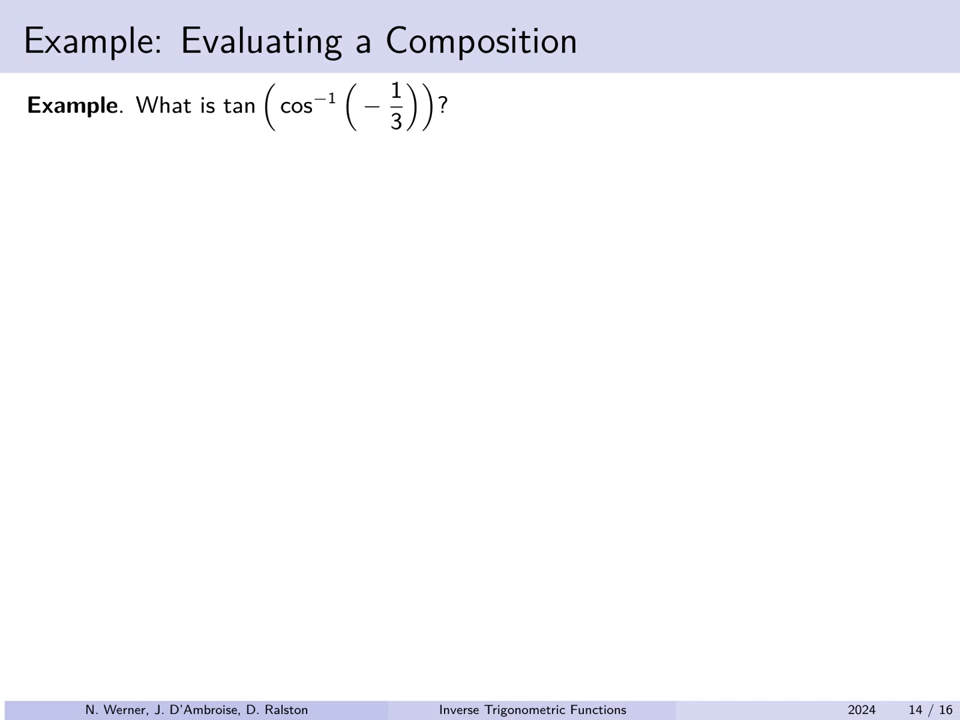 Example: Evaluating a Composition
Example. What is tan(cos⁻¹(−1/3))?
N. Werner, J. D'Ambroise, D. Ralston Inverse Trigonometric Functions 2024 14 / 16